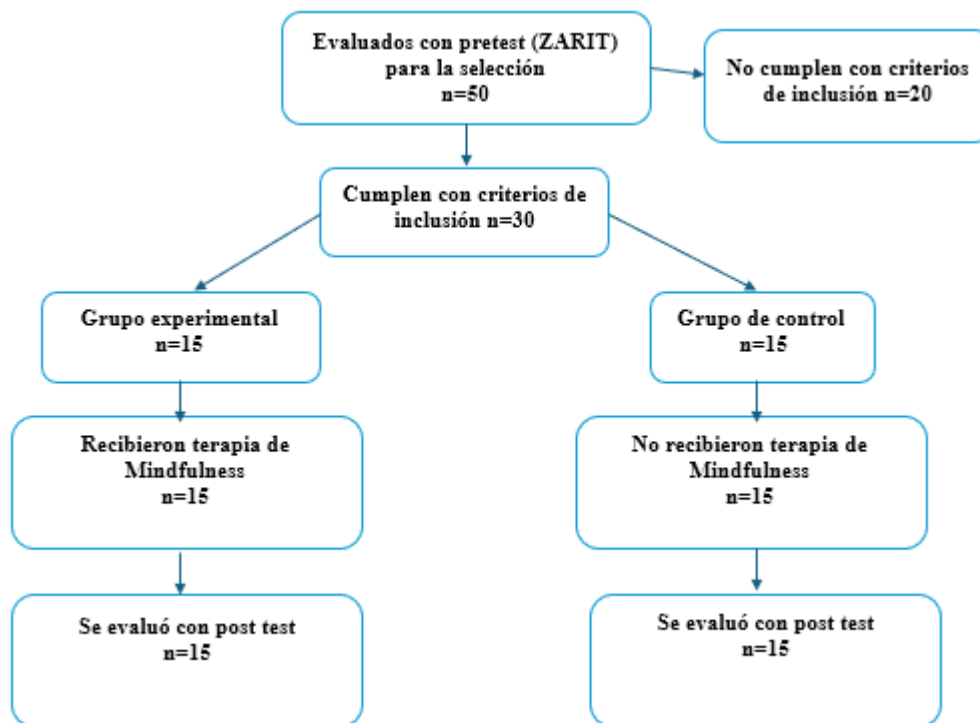 Evaluados con pretest (ZARIT)
para la selección
n=50
No cumplen con criterios
de inclusión n=20
Cumplen con criterios de
inclusión n=30
Grupo experimental
n=15
Grupo de control
n=15
Recibieron terapia de
Mindfulness
n=15
No recibieron terapia de
Mindfulness
n=15
Se evaluó con post test
n=15
Se evaluó con post test
n=15